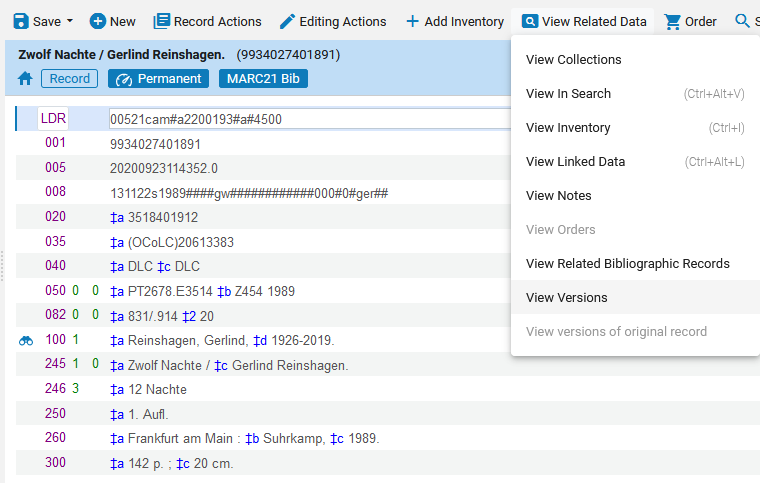 Save New Record Actions Editing Actions Add Inventory View Related Data Order S
Zwolf Nachte / Gerlind Reinshagen. (9934027401891)
Record Permanent MARC21 Bib
LDR 00521cam#a2200193#a#4500
001 9934027401891
005 20200923114352.0
008 131122s1989####gw############000#0#ger##
020 ‡a 3518401912
035 ‡a (OCoLC)20613383
040 ‡a DLC ‡c DLC
050 0 0 ‡a PT2678.E3514 ‡b Z454 1989
082 0 0 ‡a 831/.914 ‡2 20
100 1 ‡a Reinshagen, Gerlind, ‡d 1926-2019.
245 1 0 ‡a Zwolf Nachte / ‡c Gerlind Reinshagen.
246 3 ‡a 12 Nachte
250 ‡a 1. Aufl.
260 ‡a Frankfurt am Main : ‡b Suhrkamp, ‡c 1989.
300 ‡a 142 p. ; ‡c 20 cm.
View Collections
View In Search (Ctrl+Alt+V)
View Inventory (Ctrl+I)
View Linked Data (Ctrl+Alt+L)
View Notes
View Orders
View Related Bibliographic Records
View Versions
View versions of original record